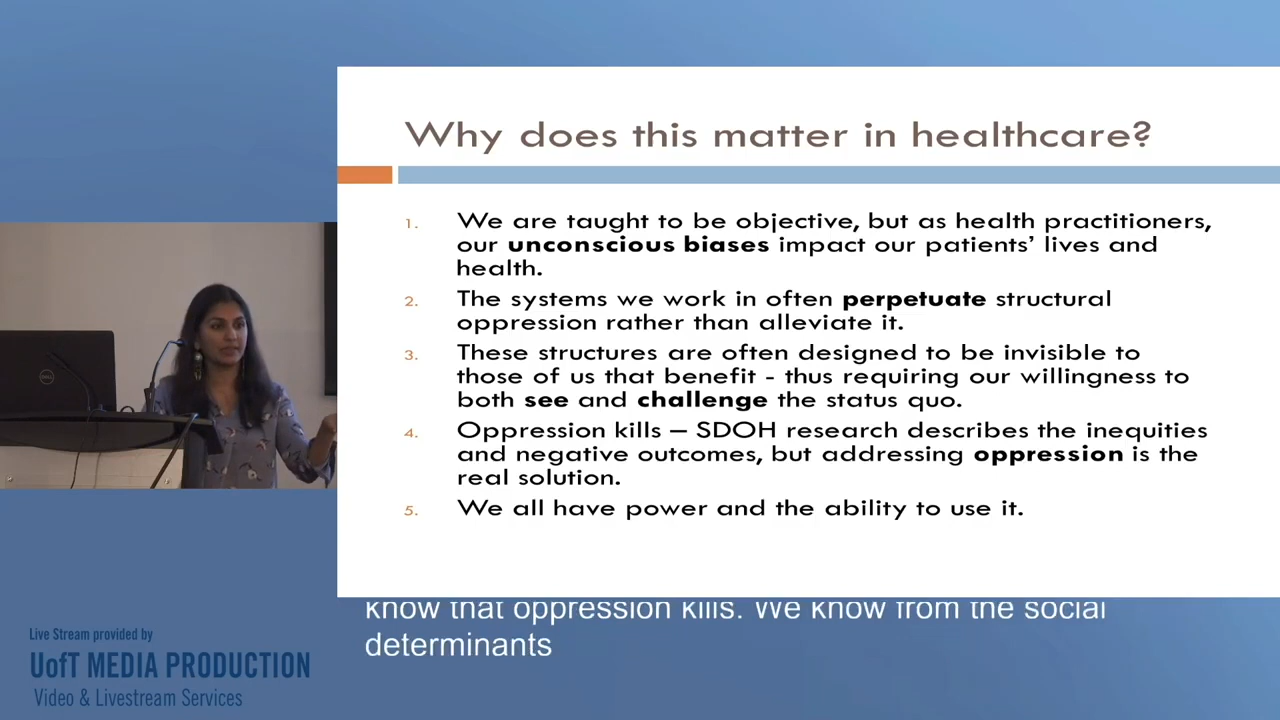 Why does this matter in healthcare?
1. We are taught to be objective, but as health practitioners,
our unconscious biases impact our patients' lives and
health.
2. The systems we work in often perpetuate structural
oppression rather than alleviate it.
3. These structures are often designed to be invisible to
those of us that benefit - thus requiring our willingness to
both see and challenge the status quo.
4. Oppression kills – SDOH research describes the inequities
and negative outcomes, but addressing oppression is the
real solution.
5. We all have power and the ability to use it.
know that oppression kills. We know from the social
determinants
Live Stream provided by
UofT MEDIA PRODUCTION
Video & Livestream Services
DELL